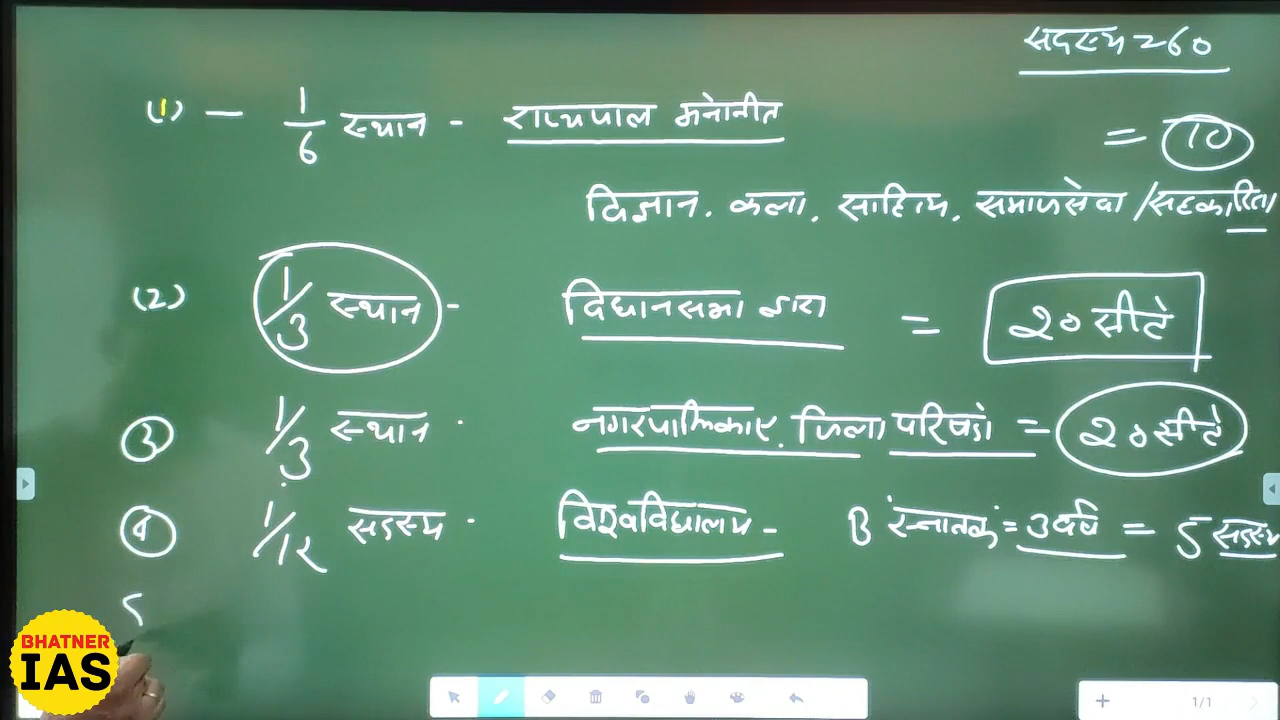 सदस्य = 60
(1) - 1/6 स्थान - राज्यपाल मनोनीत = 10
विज्ञान, कला, साहित्य, समाजसेवा / सहकारिता
(2) 1/3 स्थान - विधानसभा द्वारा = 20 सीटें
3 1/3 स्थान - नगरपालिकाए, जिला परिषदों = 20 सीटें
4 1/12 सदस्य - विश्वविद्यालय - स्नातक = 3 वर्ष = 5 सदस्य
5
BHATNER
IAS
1/1